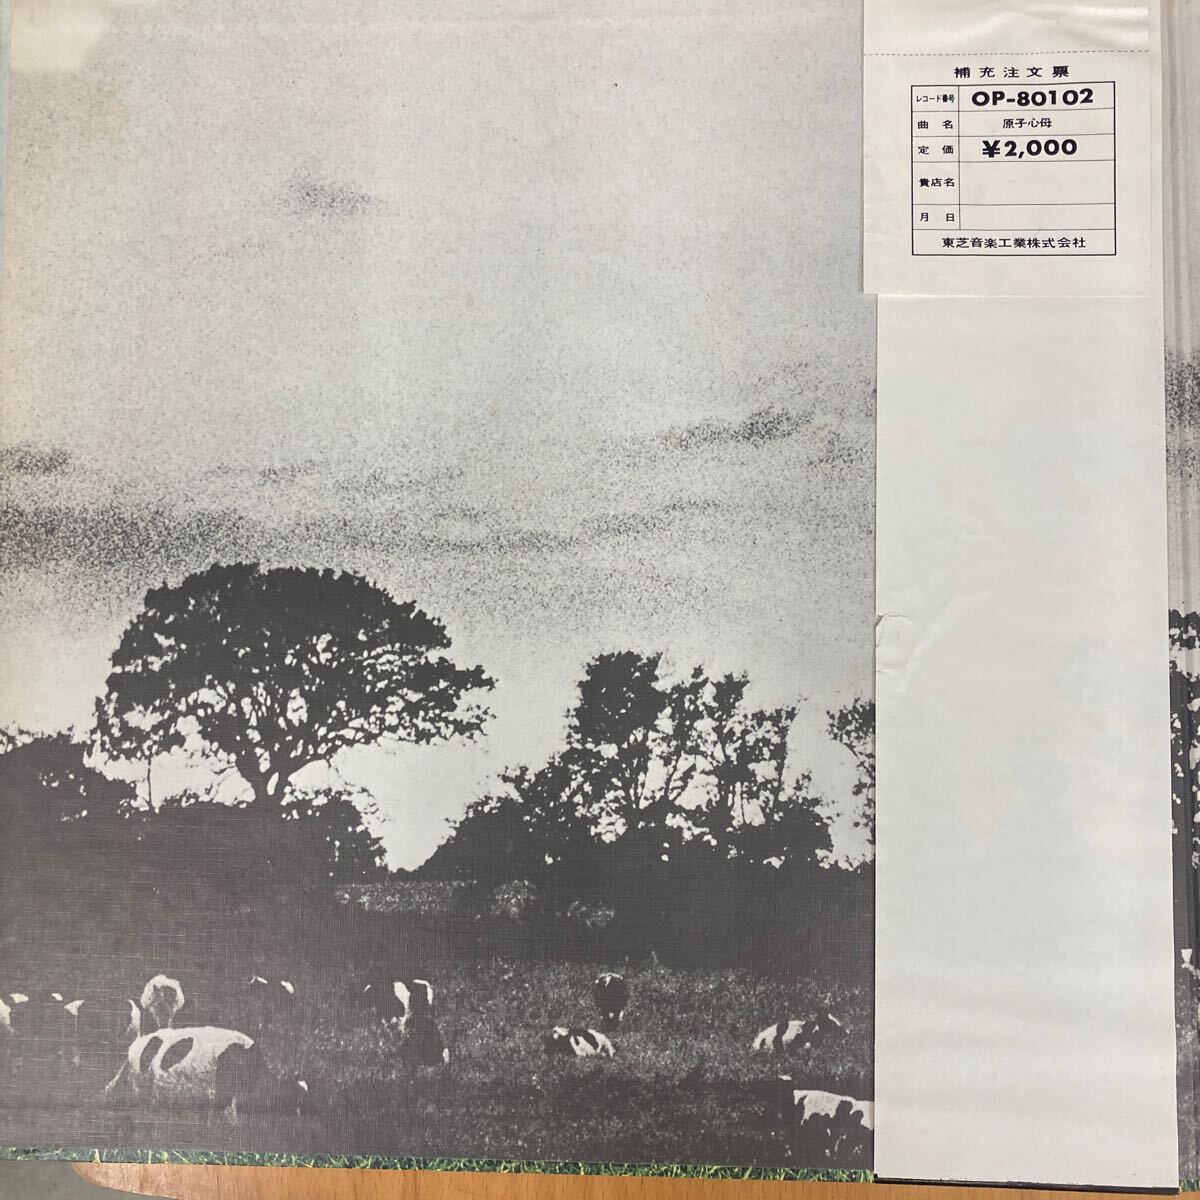 補充注文票
レコード番号 OP-80102
曲名 原子心母
定価 ¥2,000
貴店名
月日
東芝音楽工業株式会社